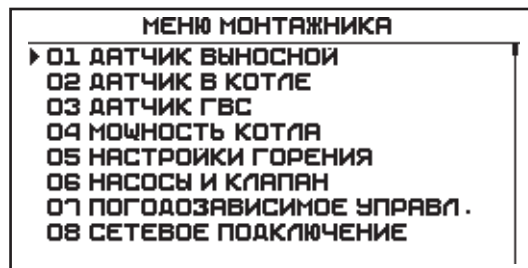 МЕНЮ МОНТАЖНИКА
01 ДАТЧИК ВЫНОСНОЙ
02 ДАТЧИК В КОТЛЕ
03 ДАТЧИК ГВС
04 МОЩНОСТЬ КОТЛА
05 НАСТРОЙКИ ГОРЕНИЯ
06 НАСОСЫ И КЛАПАН
07 ПОГОДОЗАВИСИМОЕ УПРАВЛ.
08 СЕТЕВОЕ ПОДКЛЮЧЕНИЕ